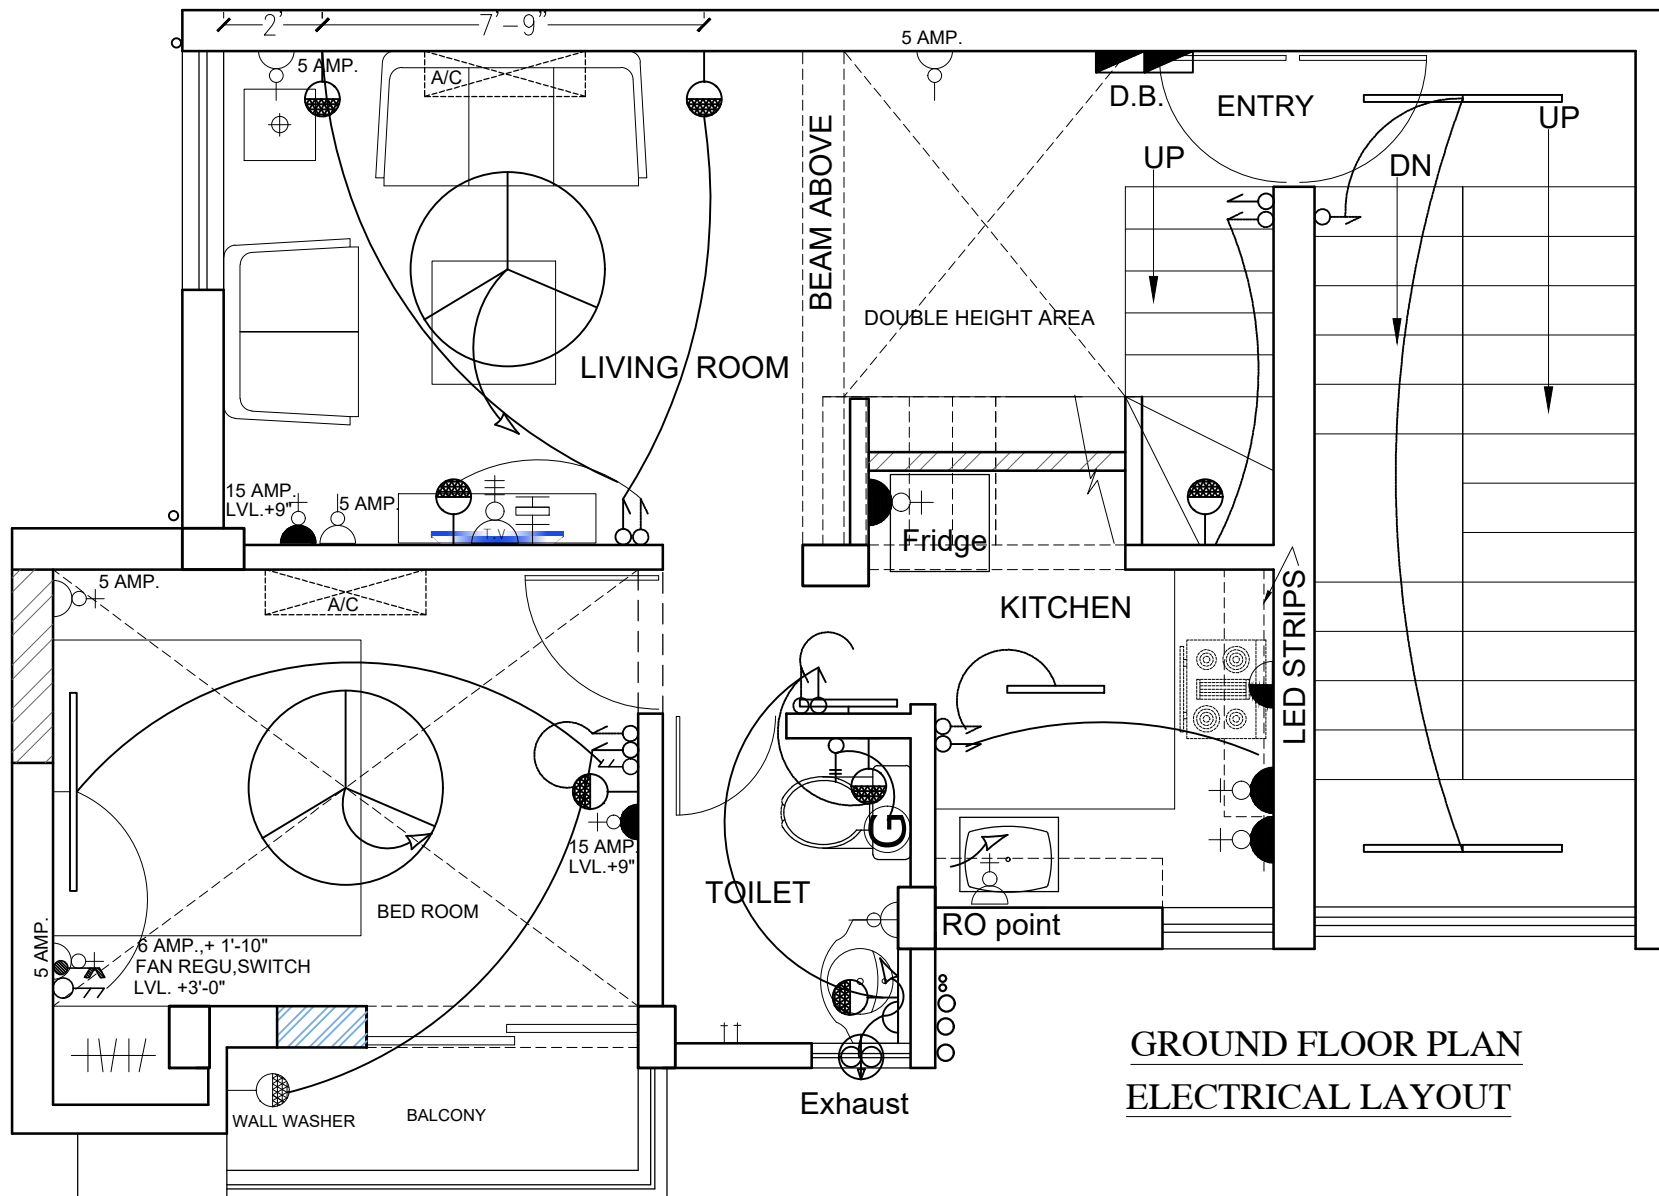 2'
7'-9"
5 AMP.
5 AMP.
A/C
D.B.
ENTRY
UP
UP
DN
BEAM ABOVE
DOUBLE HEIGHT AREA
LIVING ROOM
15 AMP.
LVL.+9"
5 AMP.
T.V
Fridge
5 AMP.
A/C
KITCHEN
LED STRIPS
15 AMP.
LVL.+9"
G
TOILET
BED ROOM
RO point
5 AMP.
6 AMP.,+ 1'-10"
FAN REGU,SWITCH
LVL. +3'-0"
GROUND FLOOR PLAN
ELECTRICAL LAYOUT
Exhaust
WALL WASHER
BALCONY